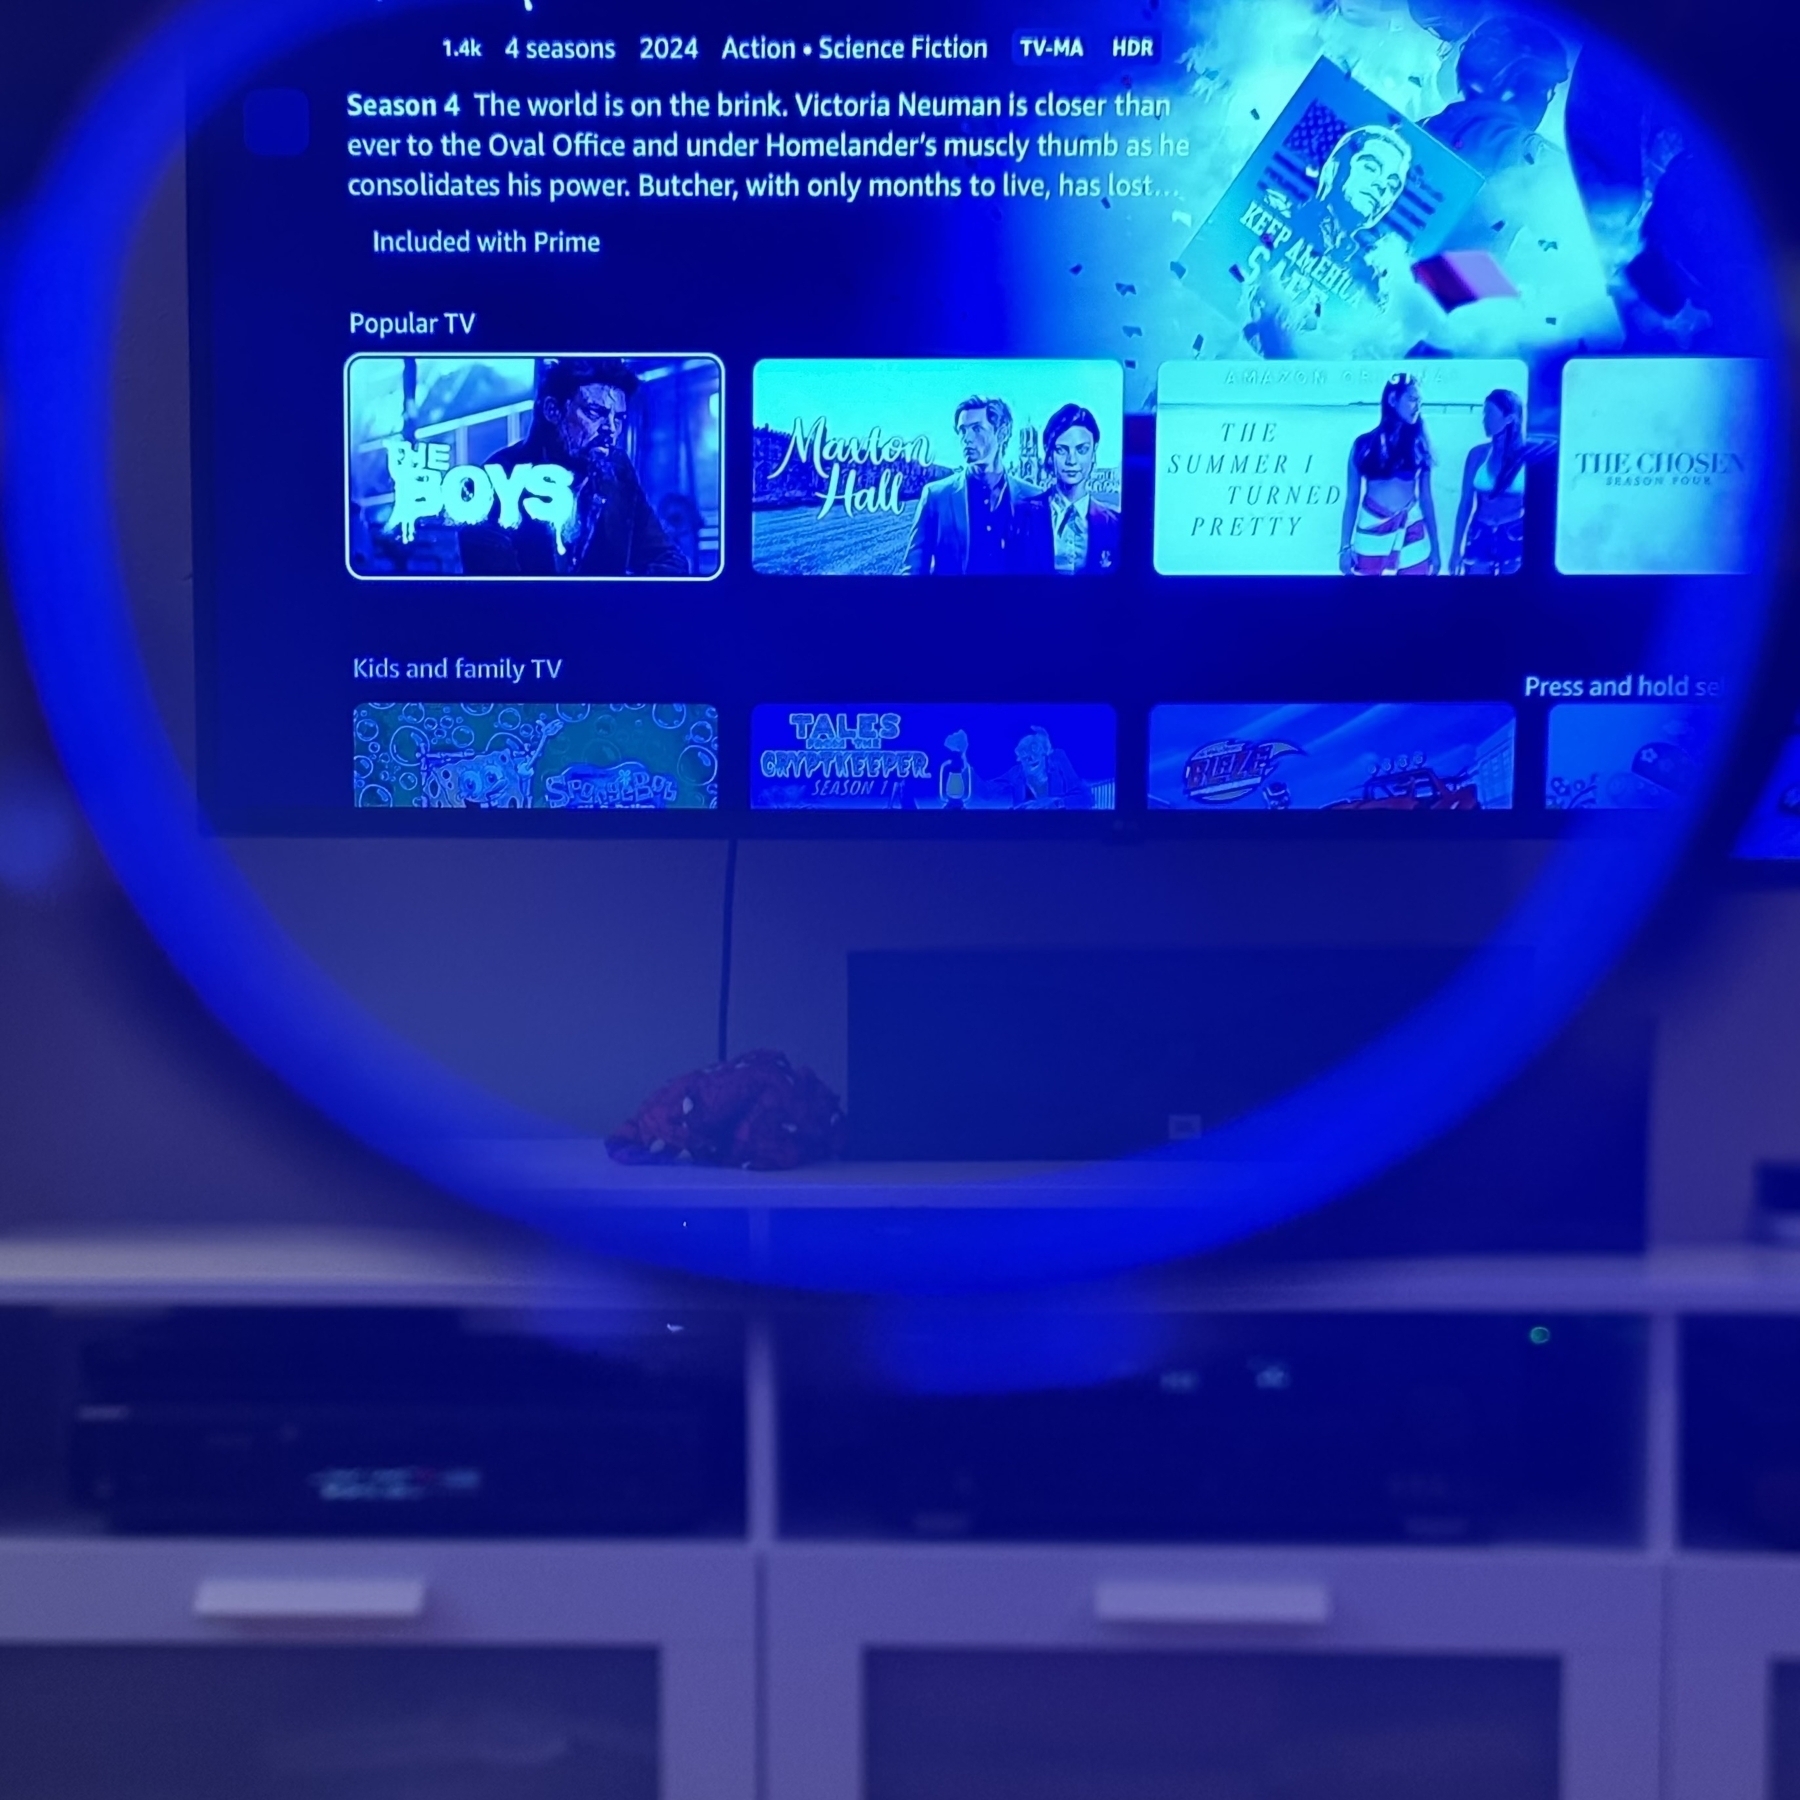 1.4k 4 seasons 2024 Action • Science Fiction TV-MA HDR
Season 4 The world is on the brink. Victoria Neuman is closer than
ever to the Oval Office and under Homelander's muscly thumb as he
consolidates his power. Butcher, with only months to live, has lost...
KEEP AMERICA
Included with Prime
Popular TV
THE
BOYS
Maxton
Hall
AMAZON ORIGINAL
THE
SUMMER I
TURNED
PRETTY
THE CHOSEN
SEASON FOUR
Kids and family TV
Press and hold
SpongeBob
TALES
FROM THE
CRYPTKEEPER
SEASON 1
BLAZE